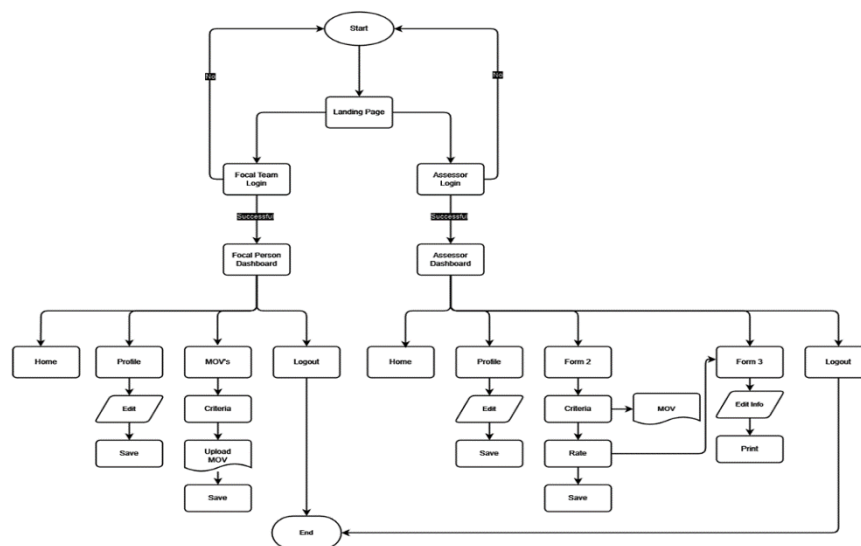 Start
No
No
Landing Page
Focal Team
Login
Assessor
Login
Successful
Successful
Focal Person
Dashboard
Assessor
Dashboard
Home
Profile
MOV's
Logout
Home
Profile
Form 2
Form 3
Logout
Edit
Criteria
Edit
Criteria
MOV
Edit Info
Save
Upload
MOV
Save
Rate
Print
Save
Save
End